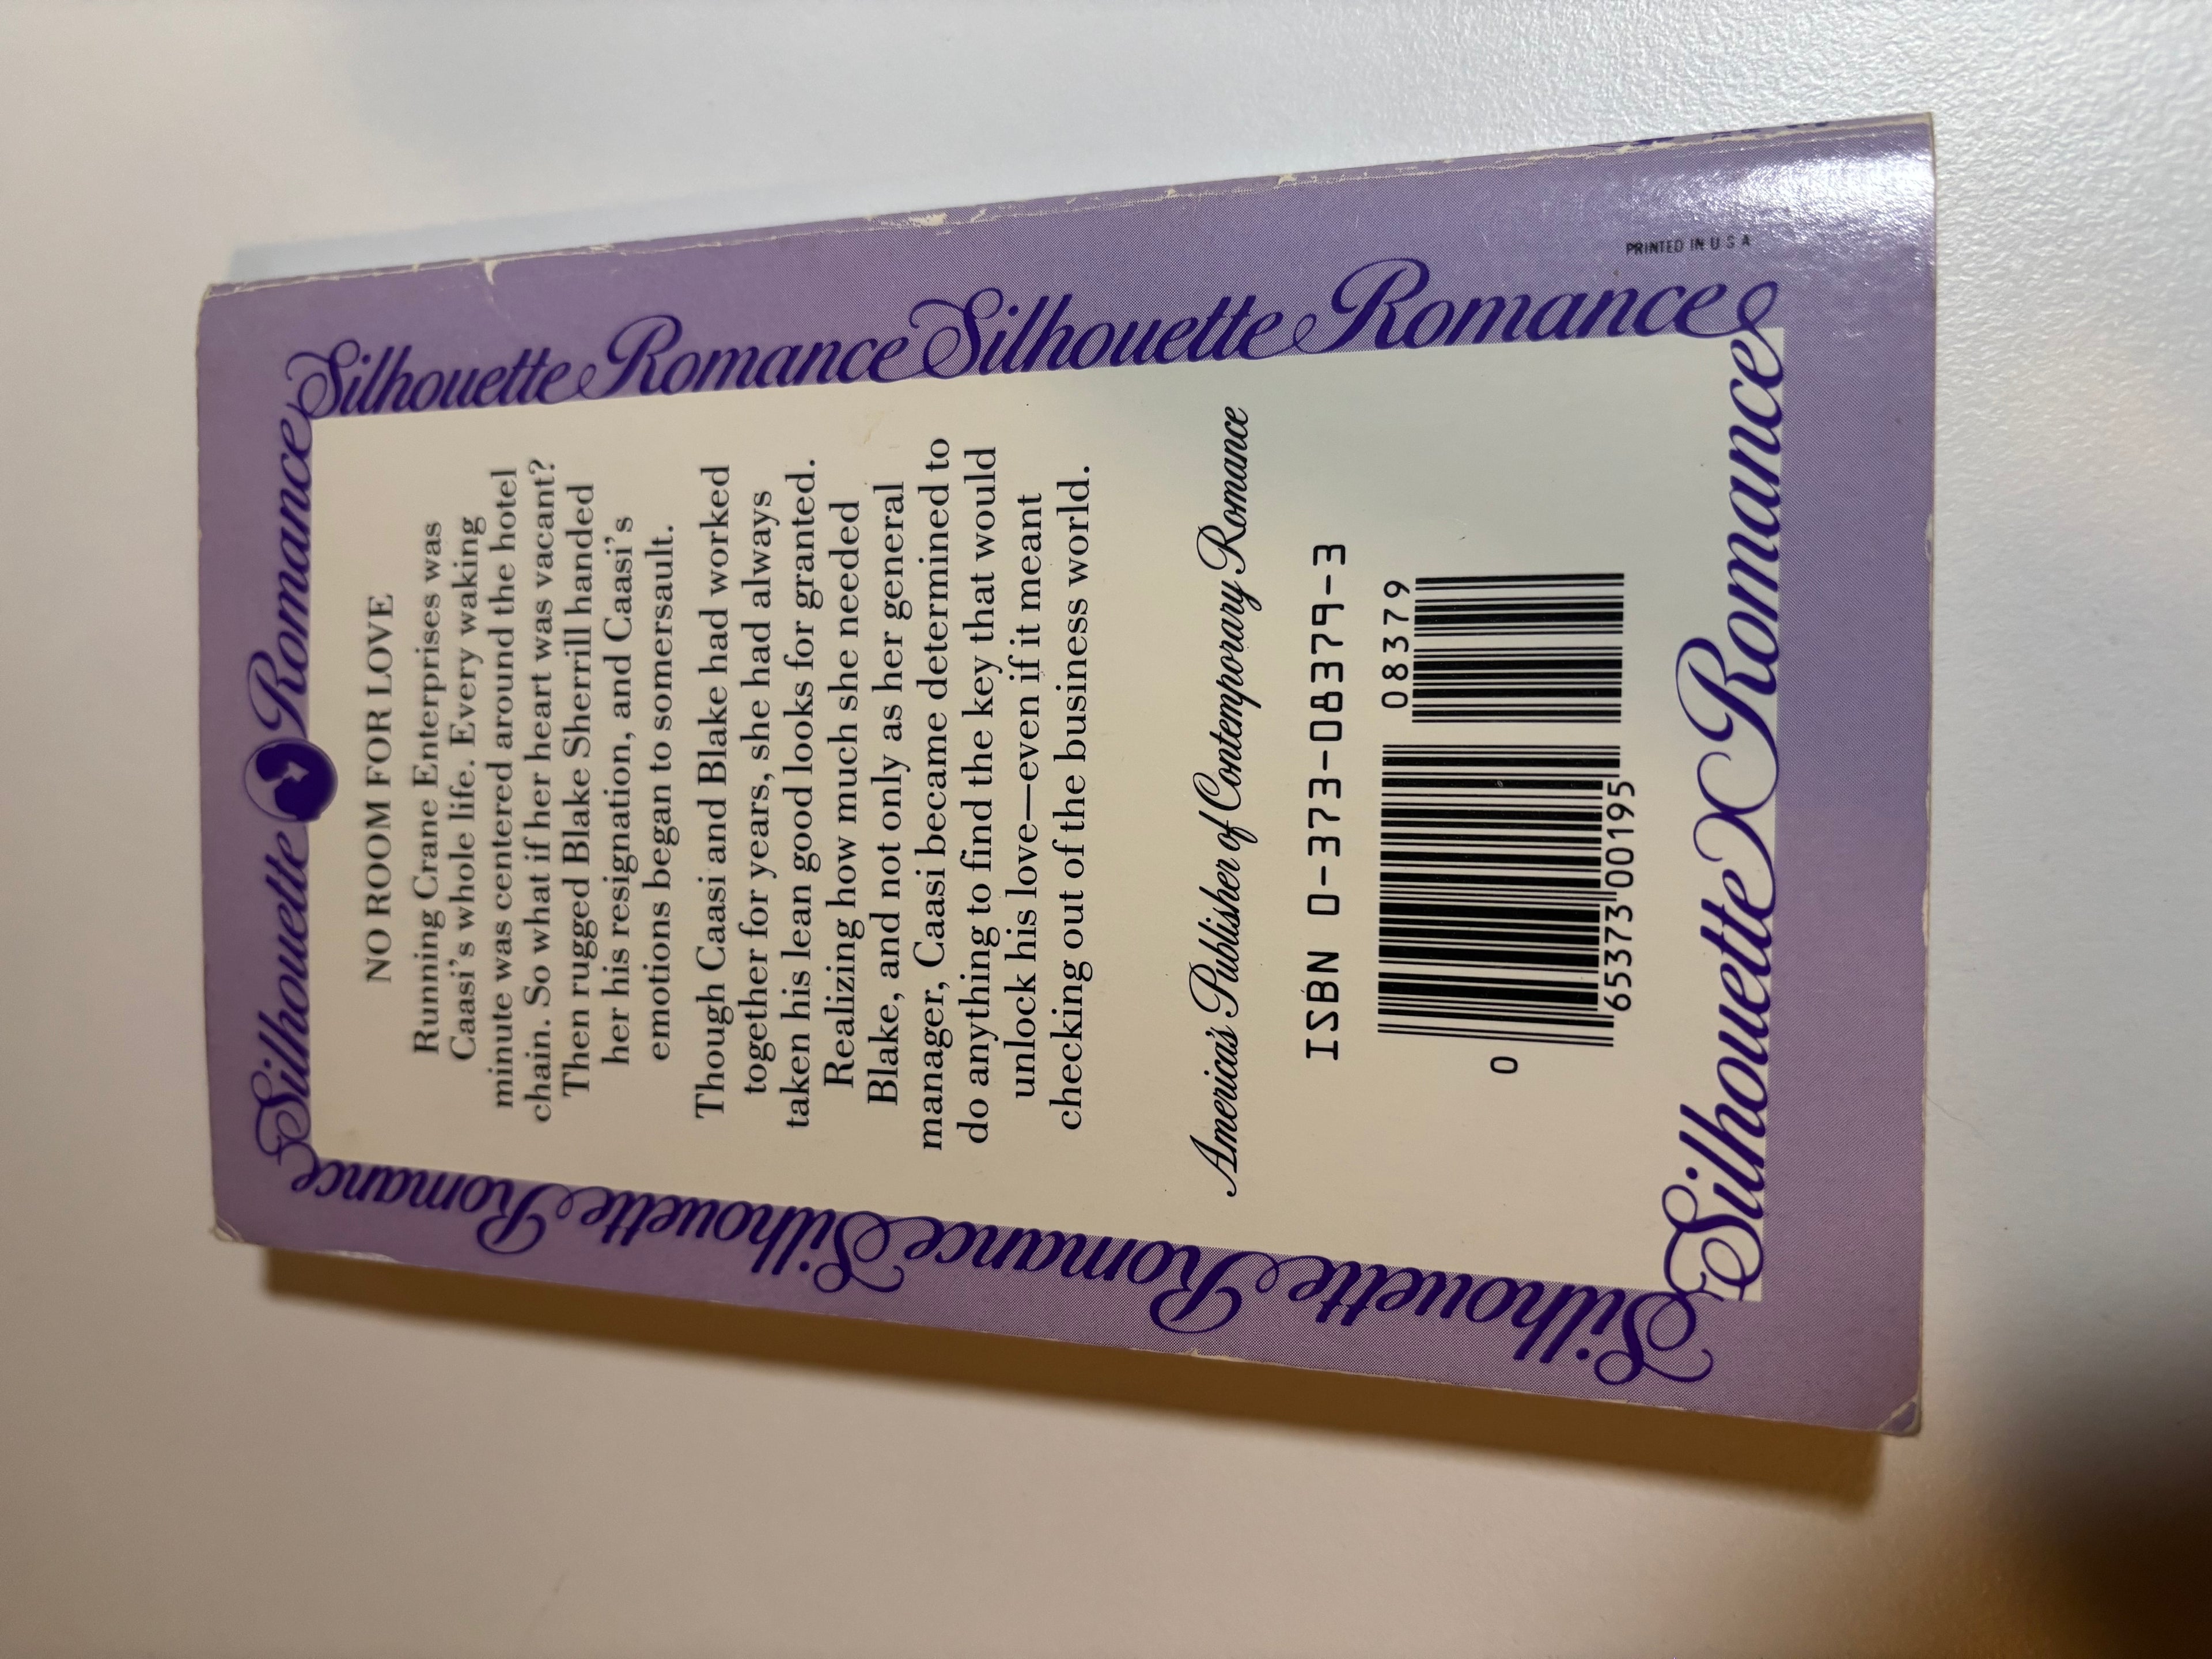 Silhouette Romance
Silhouette Romance Silhouette Romance
Silhouette Romance Silhouette Romance
NO ROOM FOR LOVE
Running Crane Enterprises was
Caasi's whole life. Every waking
minute was centered around the hotel
chain. So what if her heart was vacant?
Then rugged Blake Sherrill handed
her his resignation, and Caasi's
emotions began to somersault.
Though Caasi and Blake had worked
together for years, she had always
taken his lean good looks for granted.
Realizing how much she needed
Blake, and not only as her general
manager, Caasi became determined to
do anything to find the key that would
unlock his love—even if it meant
checking out of the business world.
America's Publisher of Contemporary Romance
ISBN 0-373-08379-3
08379
0
65373 00195
Silhouette Romance
PRINTED IN U S A